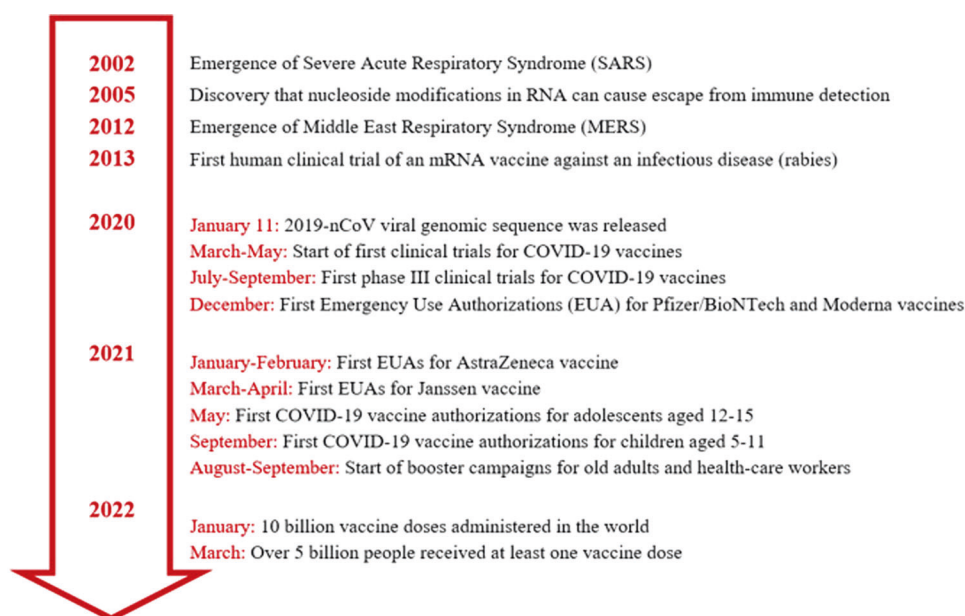 2002 Emergence of Severe Acute Respiratory Syndrome (SARS)
2005 Discovery that nucleoside modifications in RNA can cause escape from immune detection
2012 Emergence of Middle East Respiratory Syndrome (MERS)
2013 First human clinical trial of an mRNA vaccine against an infectious disease (rabies)
2020
January 11: 2019-nCoV viral genomic sequence was released
March-May: Start of first clinical trials for COVID-19 vaccines
July-September: First phase III clinical trials for COVID-19 vaccines
December: First Emergency Use Authorizations (EUA) for Pfizer/BioNTech and Moderna vaccines
2021
January-February: First EUAs for AstraZeneca vaccine
March-April: First EUAs for Janssen vaccine
May: First COVID-19 vaccine authorizations for adolescents aged 12-15
September: First COVID-19 vaccine authorizations for children aged 5-11
August-September: Start of booster campaigns for old adults and health-care workers
2022
January: 10 billion vaccine doses administered in the world
March: Over 5 billion people received at least one vaccine dose